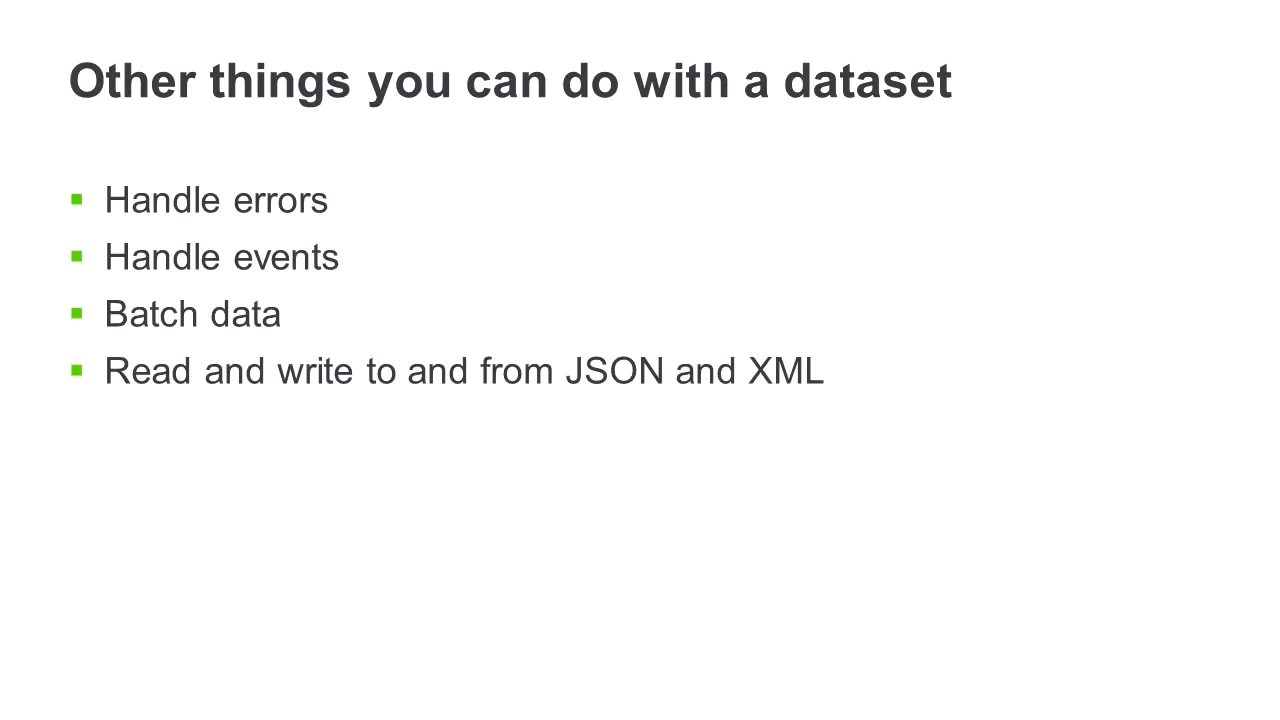 Other things you can do with a dataset
Handle errors
Handle events
Batch data
Read and write to and from JSON and XML